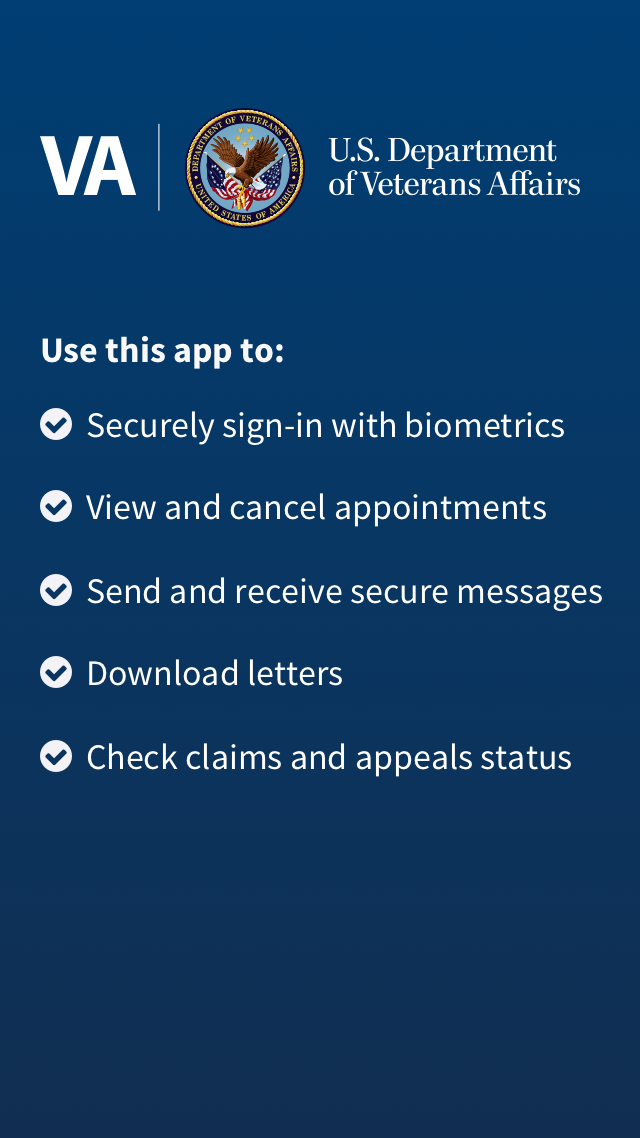 VA
DEPARTMENT OF VETERANS AFFAIRS
UNITED STATES OF AMERICA
U.S. Department
of Veterans Affairs
Use this app to:
Securely sign-in with biometrics
View and cancel appointments
Send and receive secure messages
Download letters
Check claims and appeals status